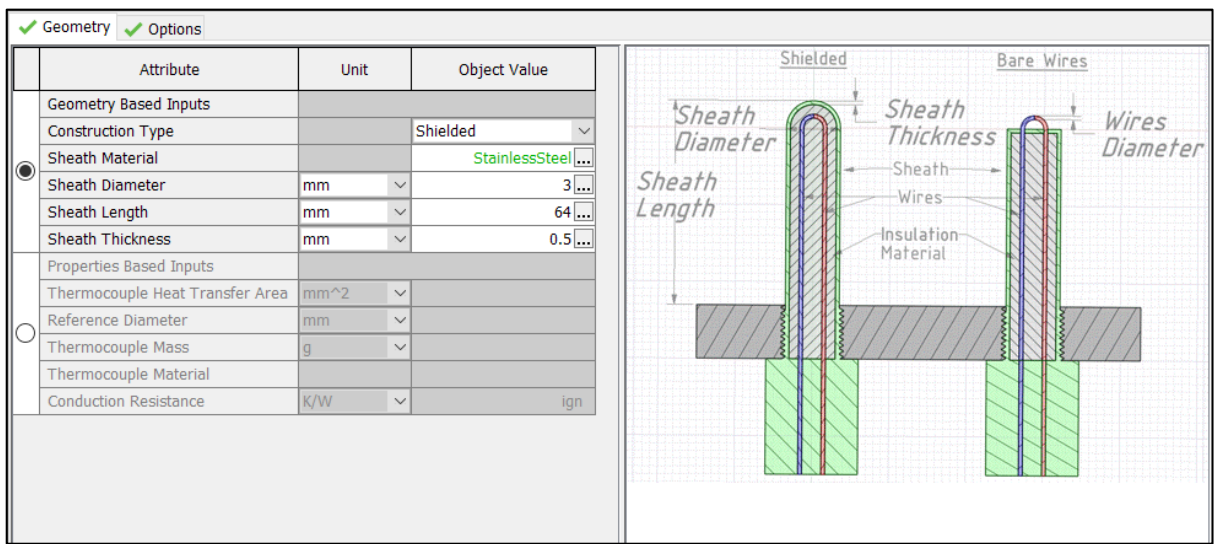 Geometry Options
Attribute Unit Object Value
Geometry Based Inputs
Construction Type Shielded
Sheath Material StainlessSteel ...
Sheath Diameter mm 3 ...
Sheath Length mm 64 ...
Sheath Thickness mm 0.5 ...
Properties Based Inputs
Thermocouple Heat Transfer Area mm^2
Reference Diameter mm
Thermocouple Mass g
Thermocouple Material
Conduction Resistance K/W ign
Shielded
Bare Wires
Sheath
Diameter
Sheath
Thickness
Wires
Diameter
Sheath
Length
Sheath
Wires
Insulation
Material